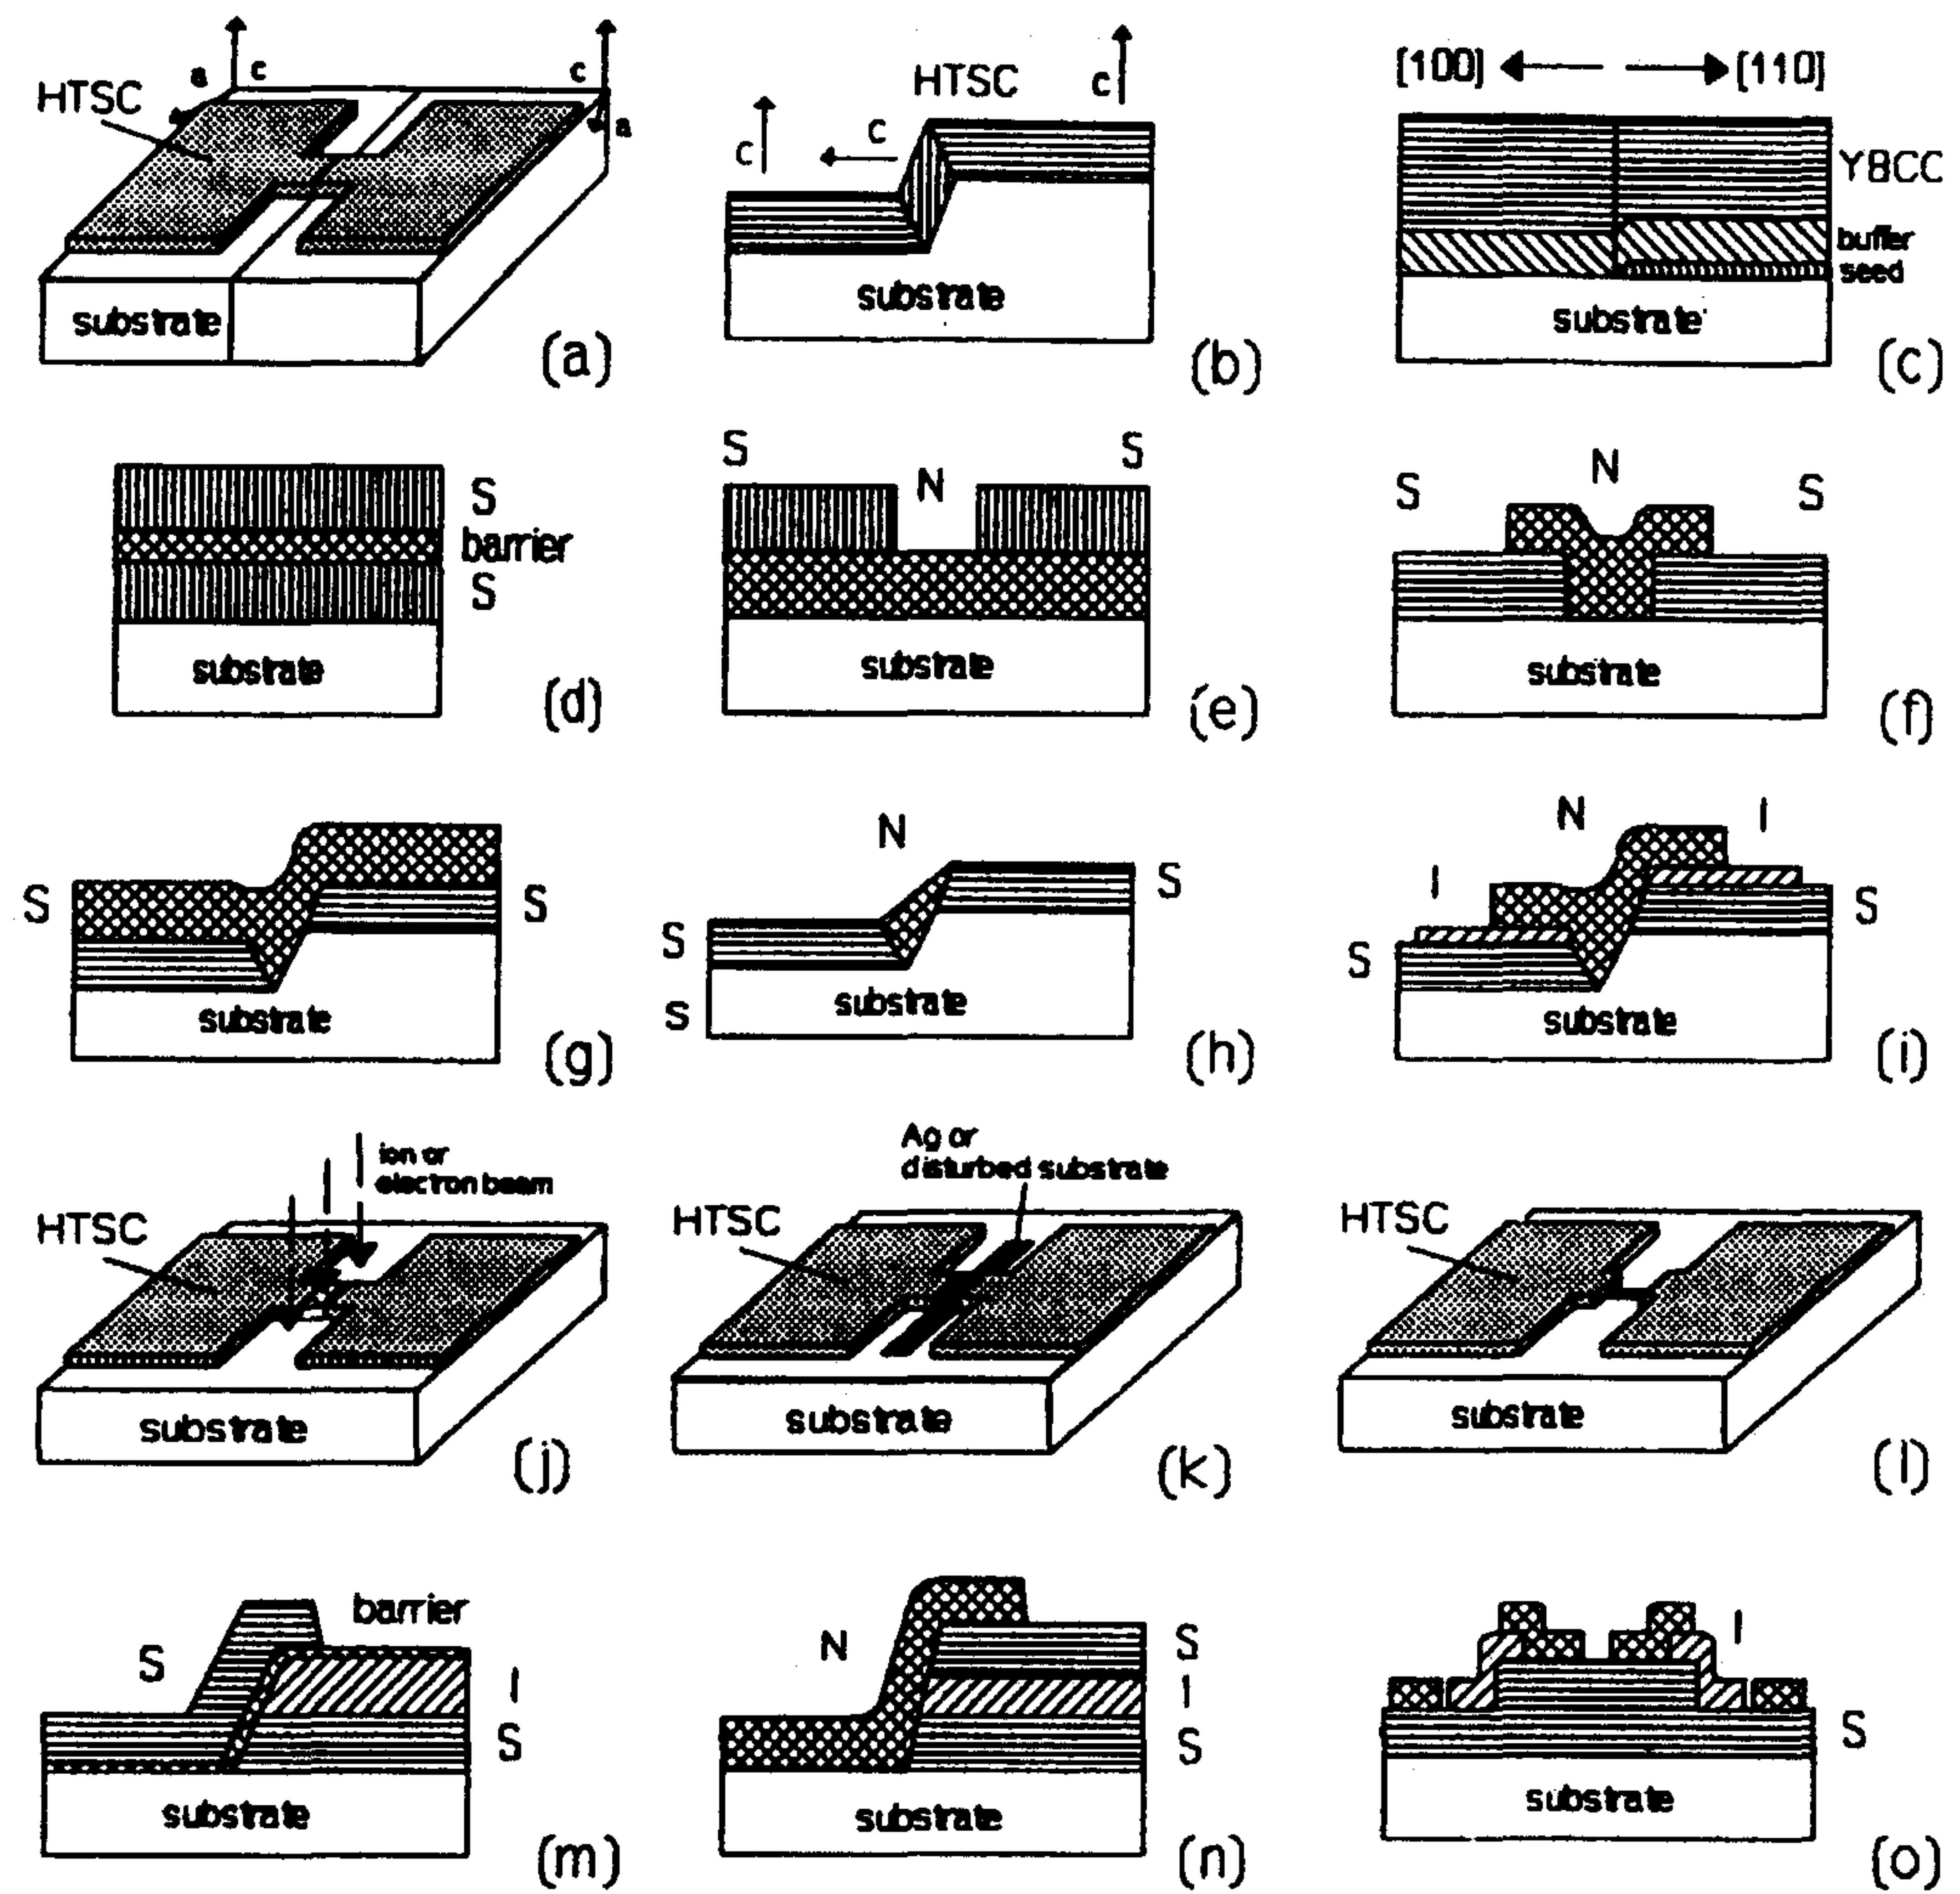 a c c
HTSC
a
substrate
(a)
HTSC
c
c
c
substrate
(b)
[100] [110]
YBCC
buffer
seed
substrate
(c)
S
barrier
S
substrate
(d)
S S
N
substrate
(e)
N
S S
substrate
(f)
S S
substrate
(g)
N
S
S
substrate
S
(h)
N I
I
S
S
substrate
(i)
ion or
electron beam
HTSC
substrate
(j)
Ag or
disturbed substrate
HTSC
substrate
(k)
HTSC
substrate
(l)
barrier
S
I
S
substrate
(m)
N
S
I
S
substrate
(n)
I
S
substrate
(o)